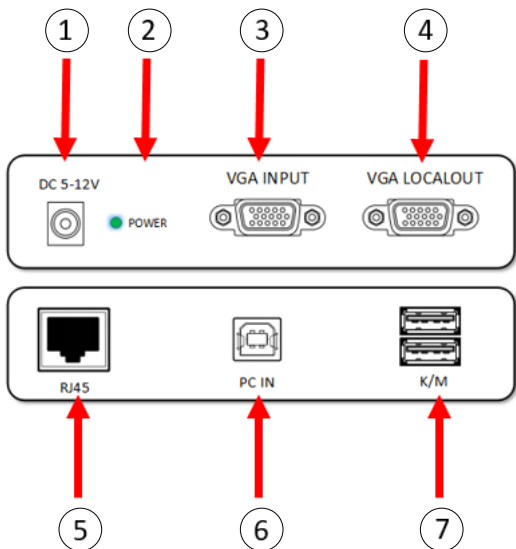 1 2 3 4
DC 5-12V
VGA INPUT
VGA LOCALOUT
POWER
RJ45
PC IN
K/M
5 6 7